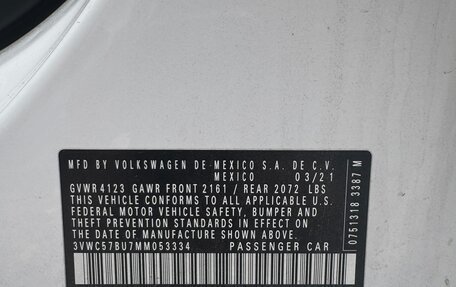 MFD BY VOLKSWAGEN DE MEXICO S.A. DE C.V.
MEXICO 03/21
GVWR 4123 GAWR FRONT 2161 / REAR 2072 LBS
THIS VEHICLE CONFORMS TO ALL APPLICABLE U.S.
FEDERAL MOTOR VEHICLE SAFETY, BUMPER AND
THEFT PREVENTION STANDARDS IN EFFECT ON THE
DATE OF MANUFACTURE SHOWN ABOVE.
3VWC57BU7MM053334 PASSENGER CAR
0751318 3387 M